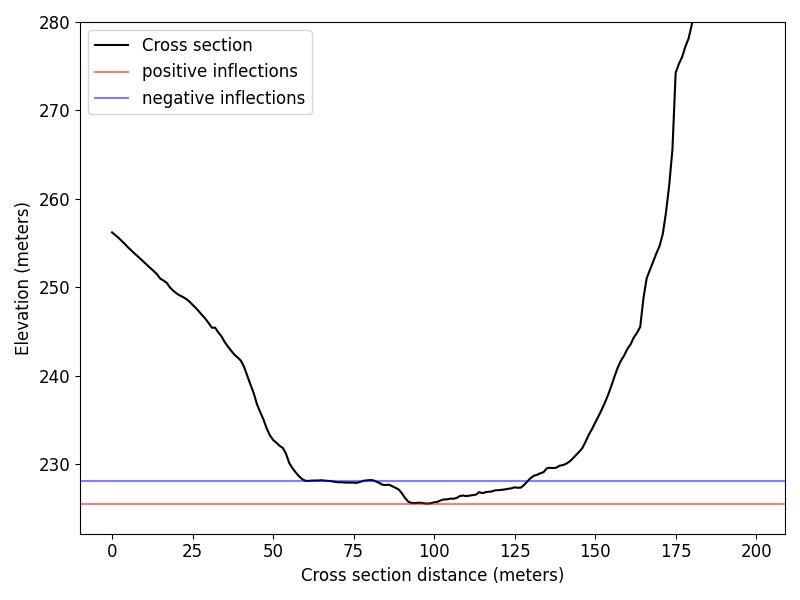 280
270
260
250
240
230
Elevation (meters)
Cross section
positive inflections
negative inflections
0 25 50 75 100 125 150 175 200
Cross section distance (meters)